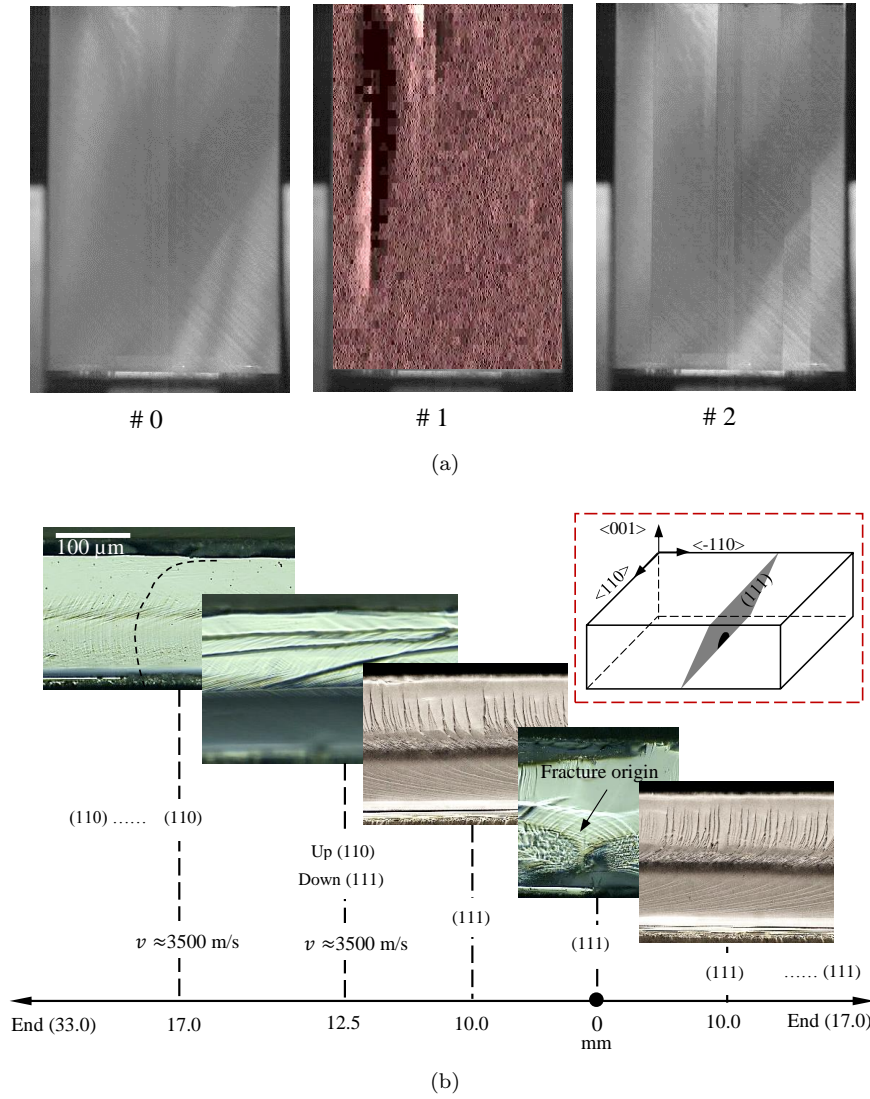 # 0
# 1
# 2
(a)
100 µm
<001>
<-110>
<110>
(111)
Fracture origin
(110) …… (110)
Up (110)
Down (111)
(111)
(111)
v ≈3500 m/s
v ≈3500 m/s
(111)
…… (111)
End (33.0)
17.0
12.5
10.0
0
10.0
End (17.0)
mm
(b)